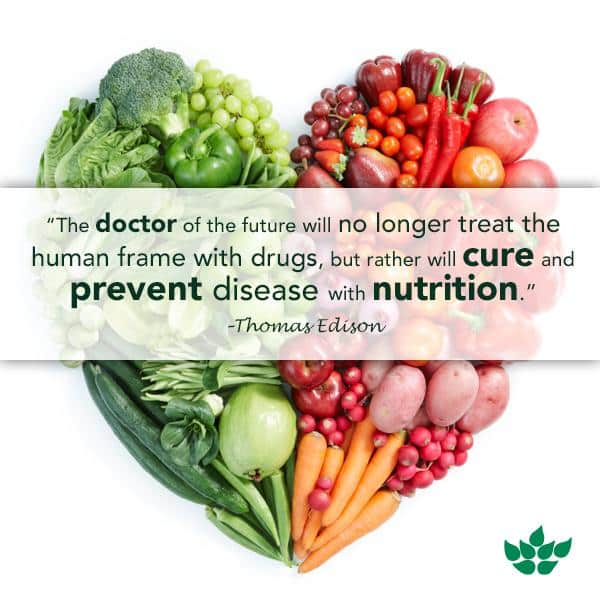 “The doctor of the future will no longer treat the
human frame with drugs, but rather will cure and
prevent disease with nutrition.”
-Thomas Edison